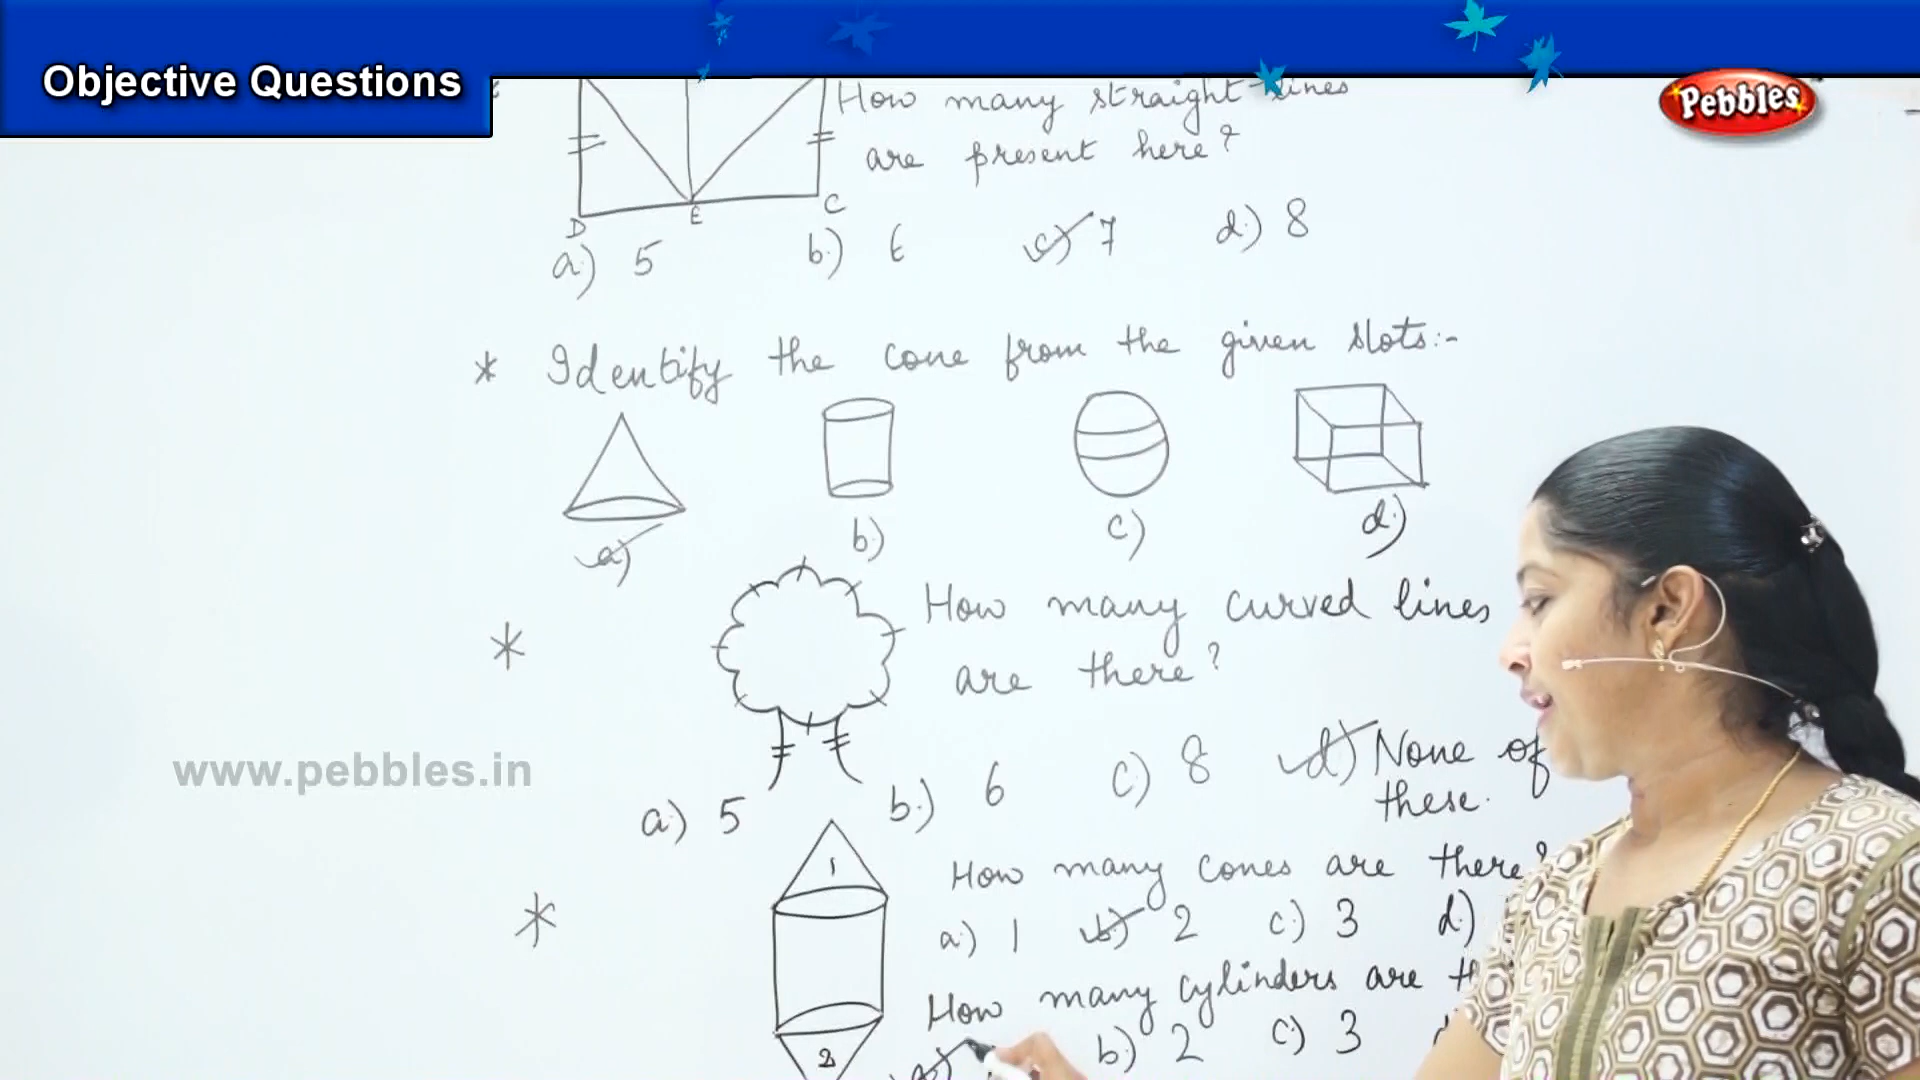 Objective Questions
Pebbles
How many straight lines
are present here?
D E C
a.) 5 b.) 6 c.) 7 d.) 8
* Identify the cone from the given slots:-
a) b.) c.) d.)
* How many curved lines
are there?
a.) 5 b.) 6 c.) 8 d.) None of
these.
www.pebbles.in
1
* How many cones are there?
a.) 1 b.) 2 c.) 3 d.)
How many cylinders are
2
a.) b.) 2 c.) 3